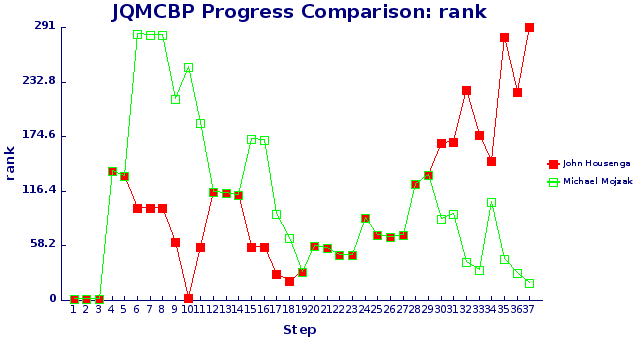 JQMCBP Progress Comparison: rank
291
232.8
174.6
116.4
58.2
0
rank
1 2 3 4 5 6 7 8 9 10 11 12 13 14 15 16 17 18 19 20 21 22 23 24 25 26 27 28 29 30 31 32 33 34 35 36 37
Step
John Housenga
Michael Mojzak